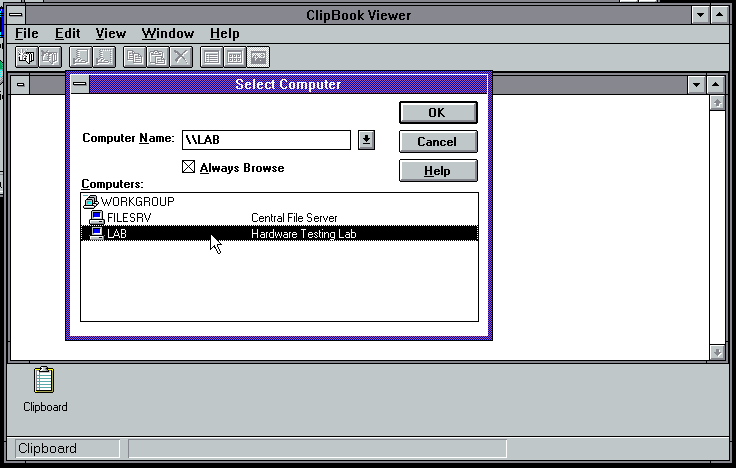 ClipBook Viewer
File Edit View Window Help
Select Computer
OK
Computer Name: \\LAB
Cancel
Always Browse
Help
Computers:
WORKGROUP
FILESRV Central File Server
LAB Hardware Testing Lab
Clipboard
Clipboard